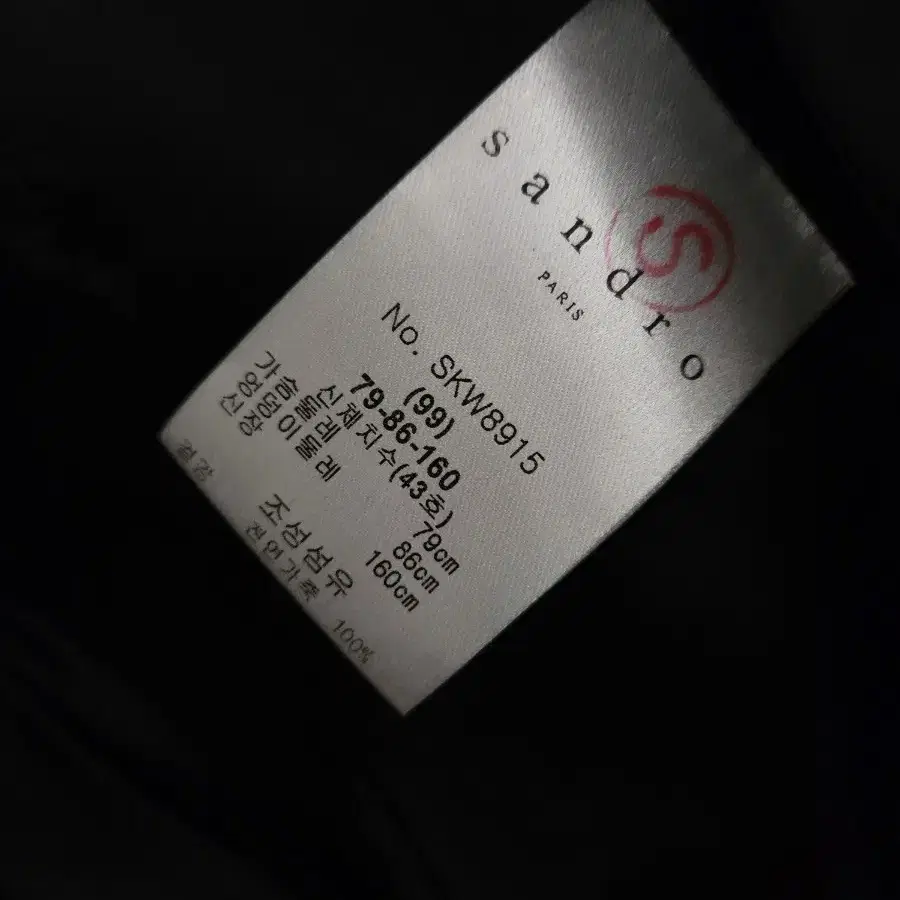 sandro
PARIS
S
No. SKW8915
(99)
79-86-160
신체치수(43호)
가슴둘레 79cm
엉덩이둘레 86cm
신장 160cm
조성섬유
겉감 천연가죽 100%